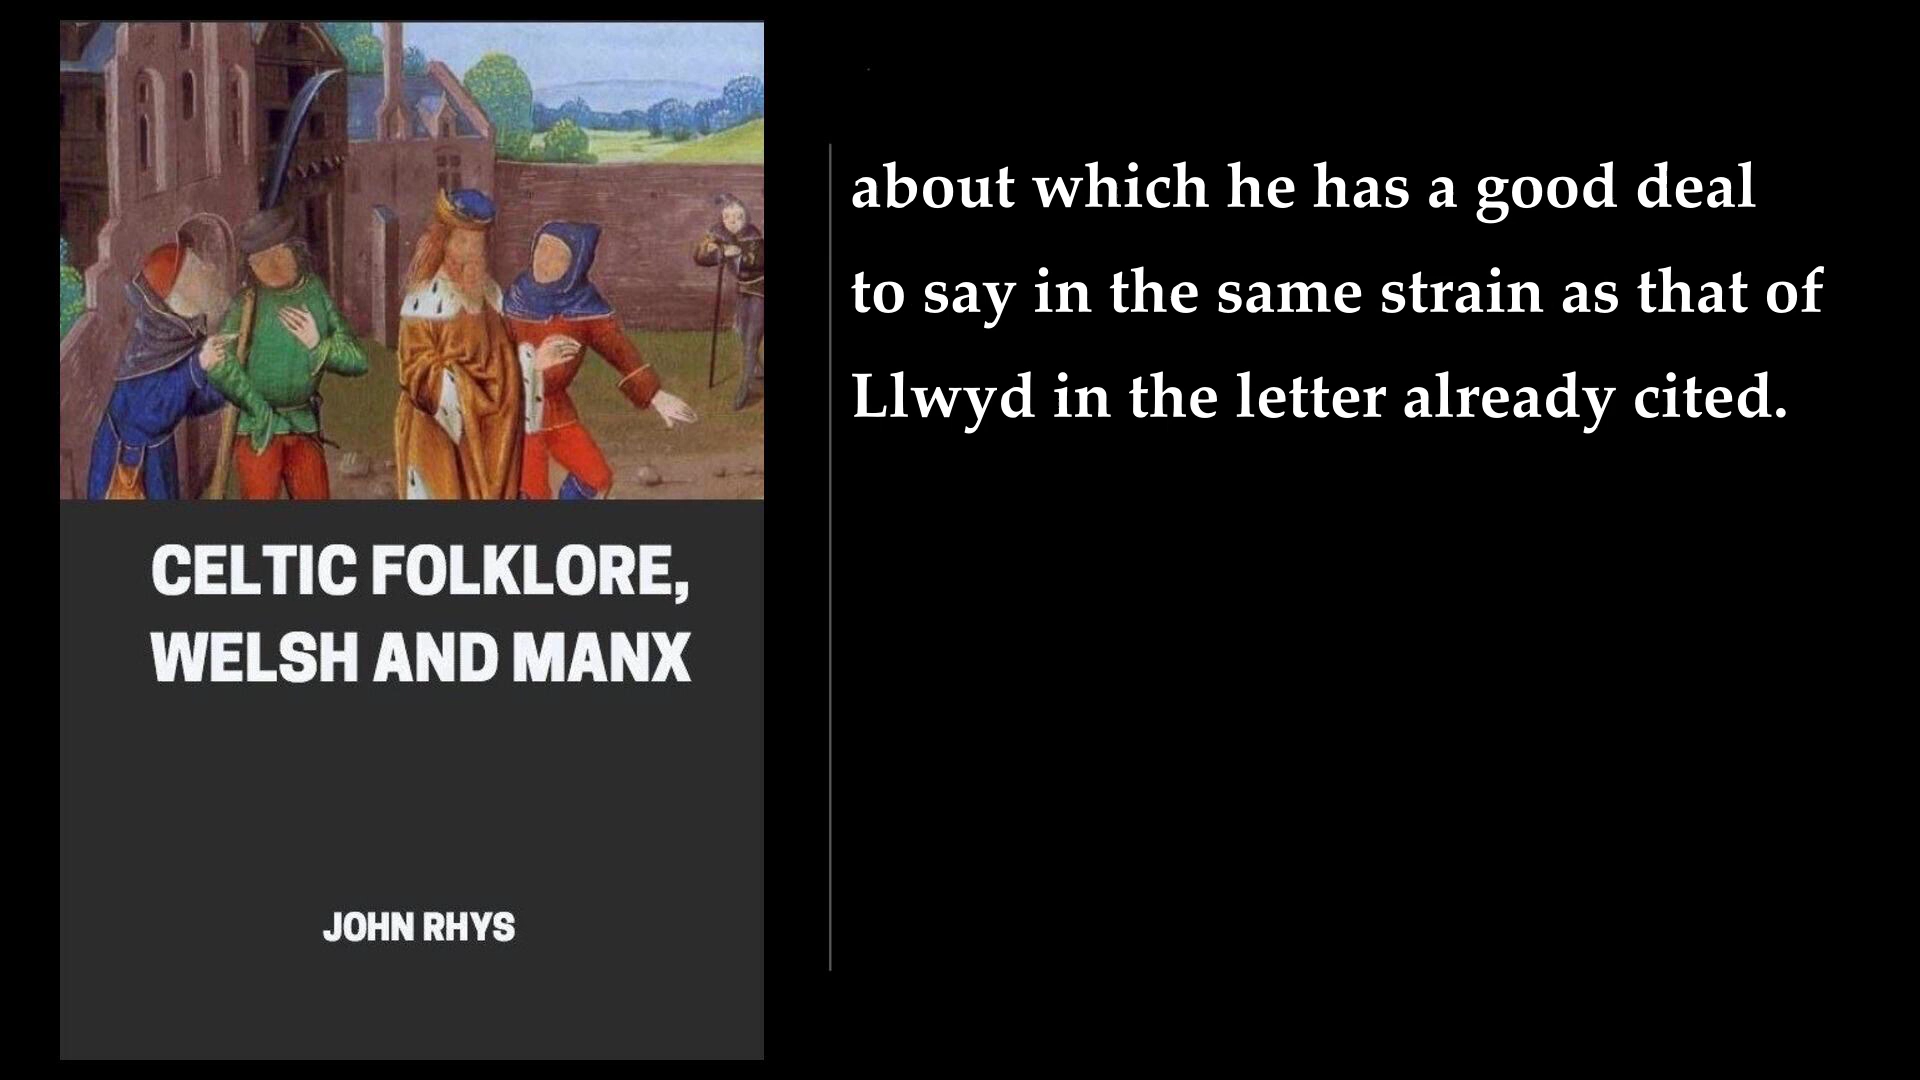 CELTIC FOLKLORE,
WELSH AND MANX
JOHN RHYS
about which he has a good deal
to say in the same strain as that of
Llwyd in the letter already cited.